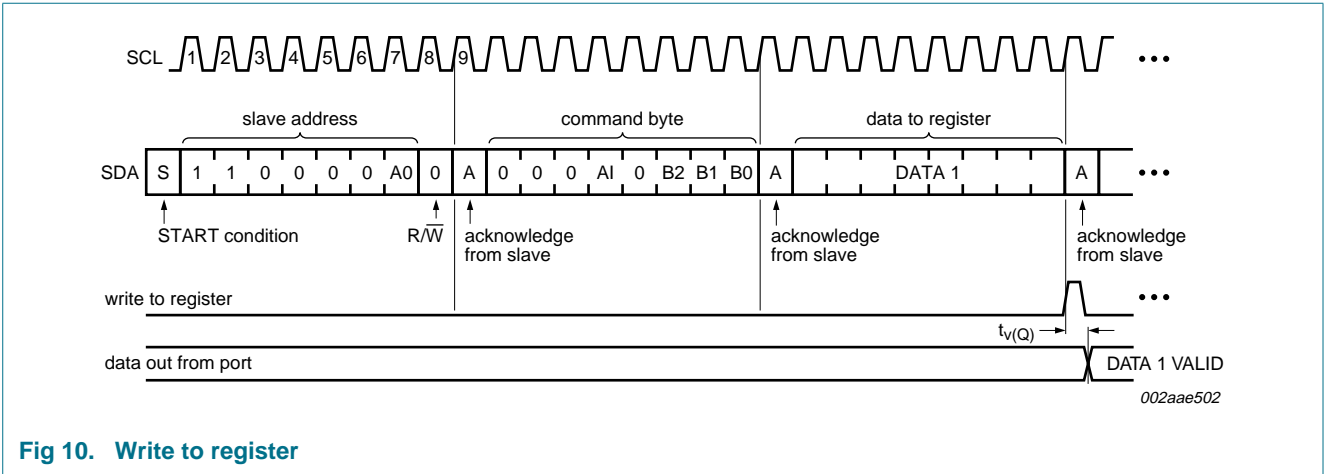 SCL 1 2 3 4 5 6 7 8 9 •••
slave address command byte data to register
SDA S 1 1 0 0 0 0 A0 0 A 0 0 0 AI 0 B2 B1 B0 A DATA 1 A •••
START condition R/W̅ acknowledge from slave acknowledge from slave acknowledge from slave
write to register •••
tv(Q)
data out from port DATA 1 VALID
002aae502
Fig 10. Write to register